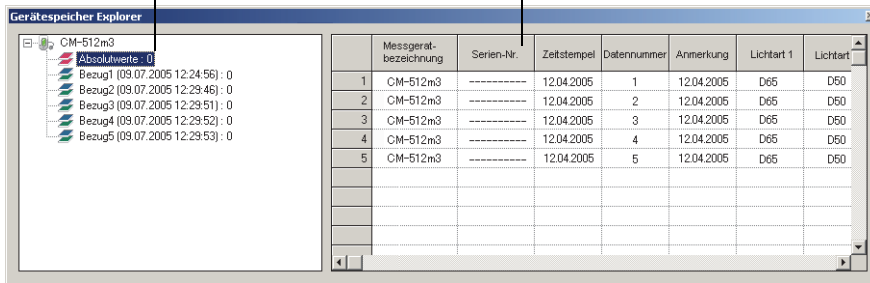 Gerätespeicher Explorer
CM-512m3
Absolutwerte : 0
Bezug1 (09.07.2005 12:24:56) : 0
Bezug2 (09.07.2005 12:29:46) : 0
Bezug3 (09.07.2005 12:29:51) : 0
Bezug4 (09.07.2005 12:29:52) : 0
Bezug5 (09.07.2005 12:29:53) : 0
Messgerat-bezeichnung Serien-Nr. Zeitstempel Datennummer Anmerkung Lichtart 1 Lichtart
1 CM-512m3 ---------- 12.04.2005 1 12.04.2005 D65 D50
2 CM-512m3 ---------- 12.04.2005 2 12.04.2005 D65 D50
3 CM-512m3 ---------- 12.04.2005 3 12.04.2005 D65 D50
4 CM-512m3 ---------- 12.04.2005 4 12.04.2005 D65 D50
5 CM-512m3 ---------- 12.04.2005 5 12.04.2005 D65 D50